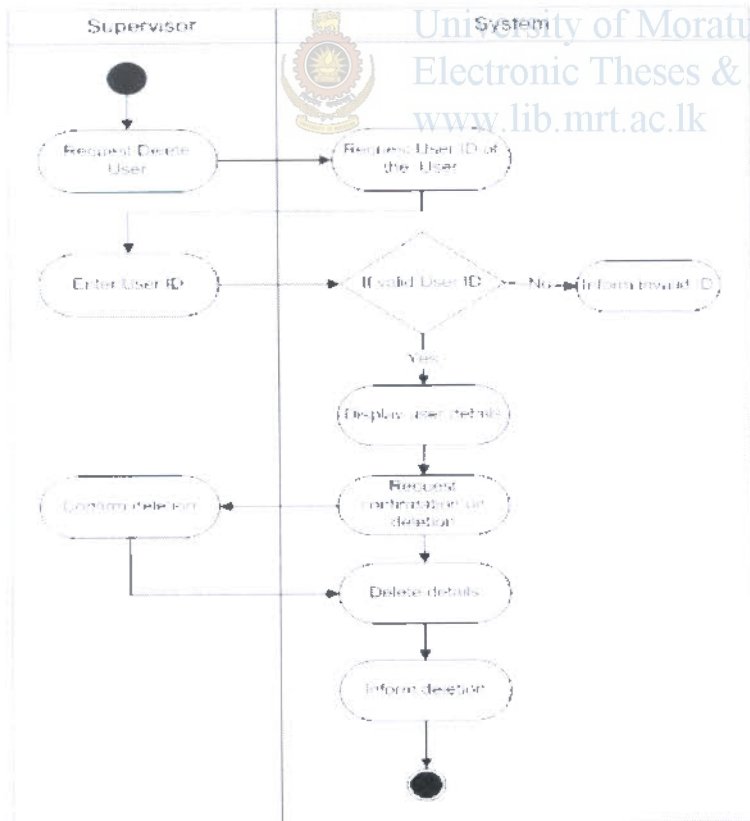 Supervisor
System
University of Moratu
Electronic Theses &
www.lib.mrt.ac.lk
Request Delete
User
Request User ID of
the User
Enter User ID
If valid User ID
No
Inform Invalid ID
Yes
Display user details
Request
confirmation on
deletion
Confirm deletion
Delete details
Inform deletion